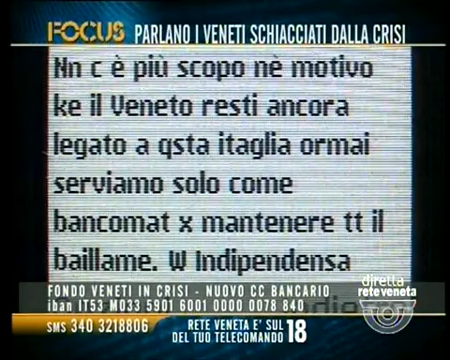 FOCUS PARLANO I VENETI SCHIACCIATI DALLA CRISI
Nn c è più scopo nè motivo
ke il Veneto resti ancora
legato a qsta itaglia ormai
serviamo solo come
bancomat x mantenere tt il
baillame. W Indipendensa
FONDO VENETI IN CRISI - NUOVO CC BANCARIO
iban IT53 M033 5901 6001 0000 0078 840
diretta
reteveneta
SMS 340 3218806
RETE VENETA E' SUL
DEL TUO TELECOMANDO 18